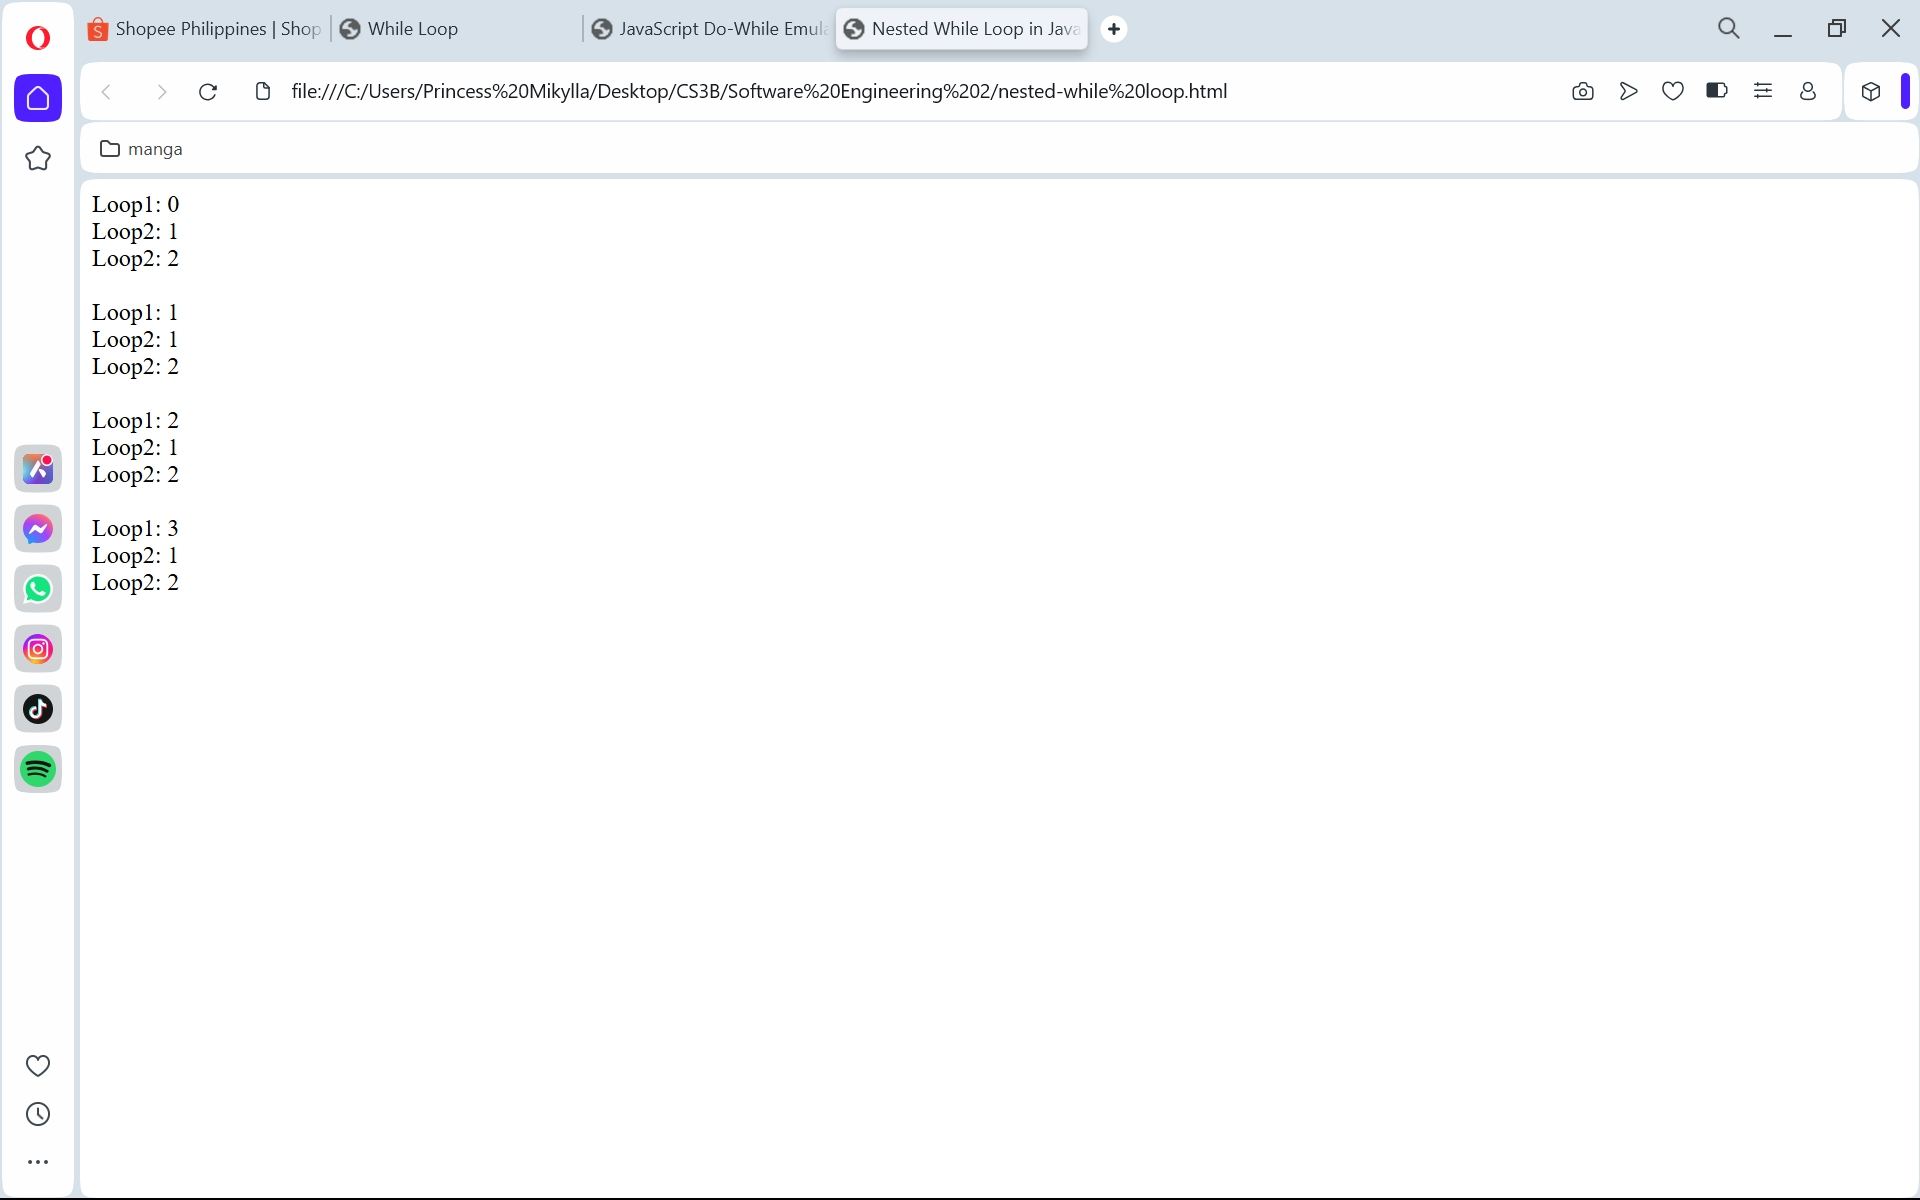 Shopee Philippines | Shop
While Loop
JavaScript Do-While Emula
Nested While Loop in Java
file:///C:/Users/Princess%20Mikylla/Desktop/CS3B/Software%20Engineering%202/nested-while%20loop.html
manga
Loop1: 0
Loop2: 1
Loop2: 2
Loop1: 1
Loop2: 1
Loop2: 2
Loop1: 2
Loop2: 1
Loop2: 2
Loop1: 3
Loop2: 1
Loop2: 2